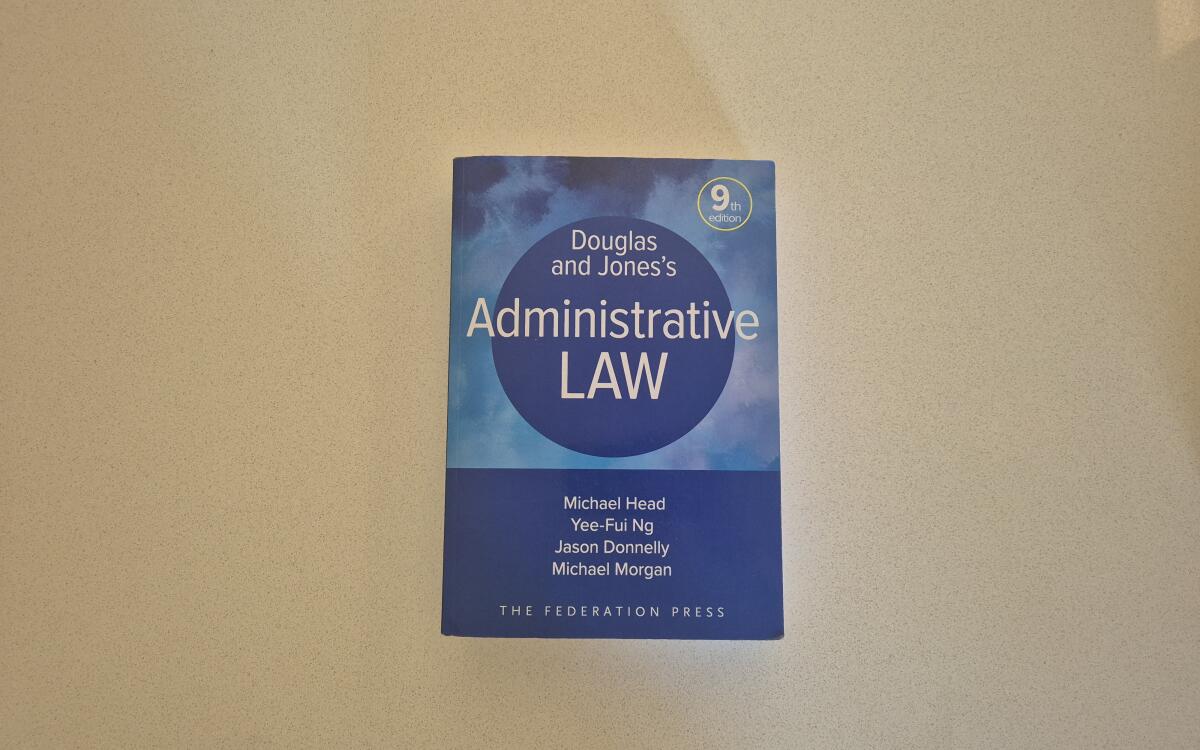 9th
edition
Douglas
and Jones's
Administrative
LAW
Michael Head
Yee-Fui Ng
Jason Donnelly
Michael Morgan
THE FEDERATION PRESS